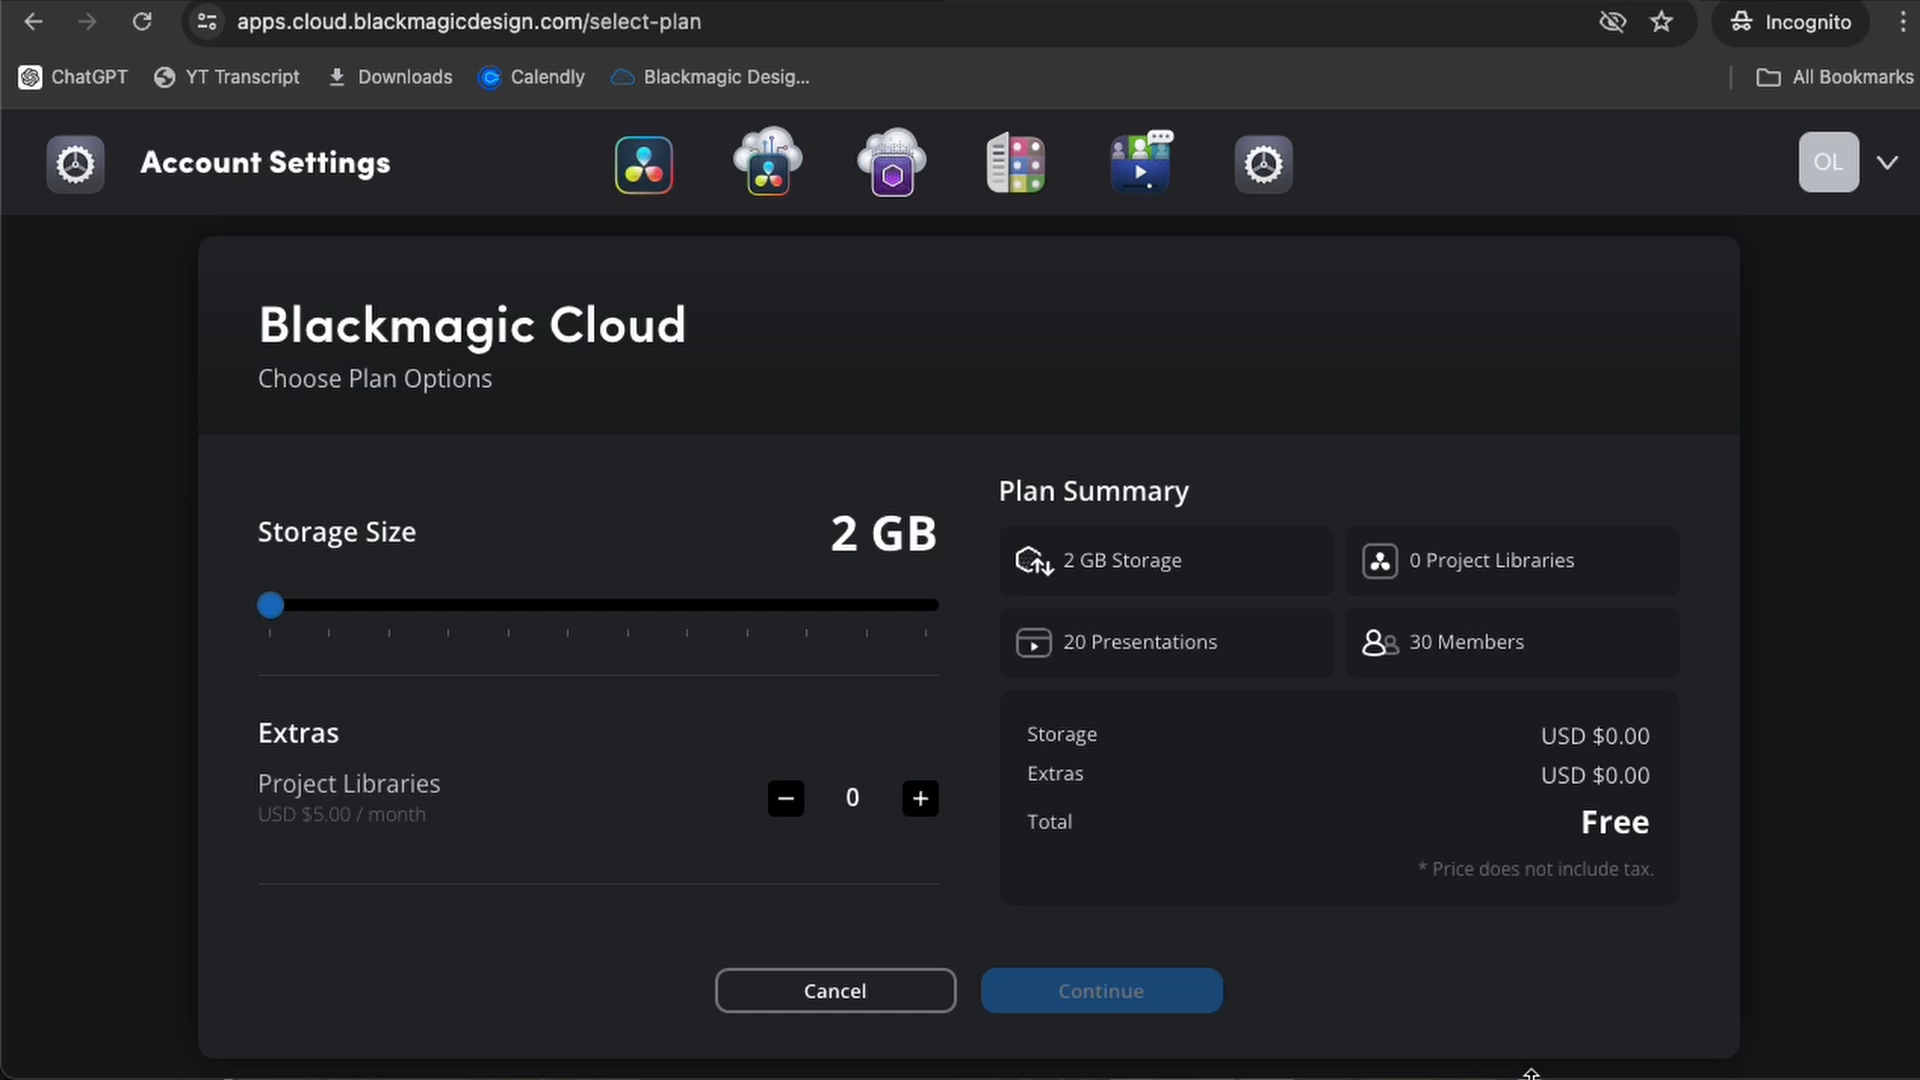 apps.cloud.blackmagicdesign.com/select-plan
Incognito
ChatGPT
YT Transcript
Downloads
Calendly
Blackmagic Desig...
All Bookmarks
Account Settings
OL
Blackmagic Cloud
Choose Plan Options
Storage Size
2 GB
Extras
Project Libraries
USD $5.00 / month
0
Plan Summary
2 GB Storage
0 Project Libraries
20 Presentations
30 Members
Storage
USD $0.00
Extras
USD $0.00
Total
Free
* Price does not include tax.
Cancel
Continue